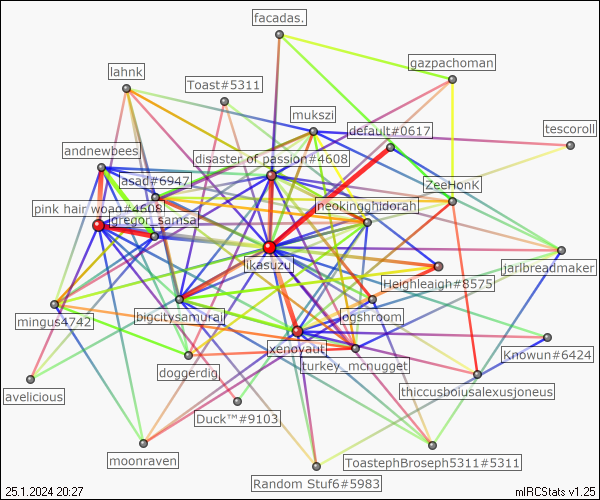 facadas.
gazpachoman
lahnk
Toast#5311
mukszi
default#0617
tescoroll
andnewbees
disaster of passion#4608
asad#6947
ZeeHonk
pink hair woan#4608
neokingghidorah
gregor_samsa
ikasuzu
jarlbreadmaker
Heighleaigh#8575
mingus4742
bigcitysamurai
ogshroom
xenoyaut
Knowun#6424
turkey_mcnugget
doggerdig
thiccusboiusalexusjoneus
avelicious
Duck™#9103
moonraven
ToastephBroseph5311#5311
Random Stuf6#5983
25.1.2024 20:27
mIRCStats v1.25